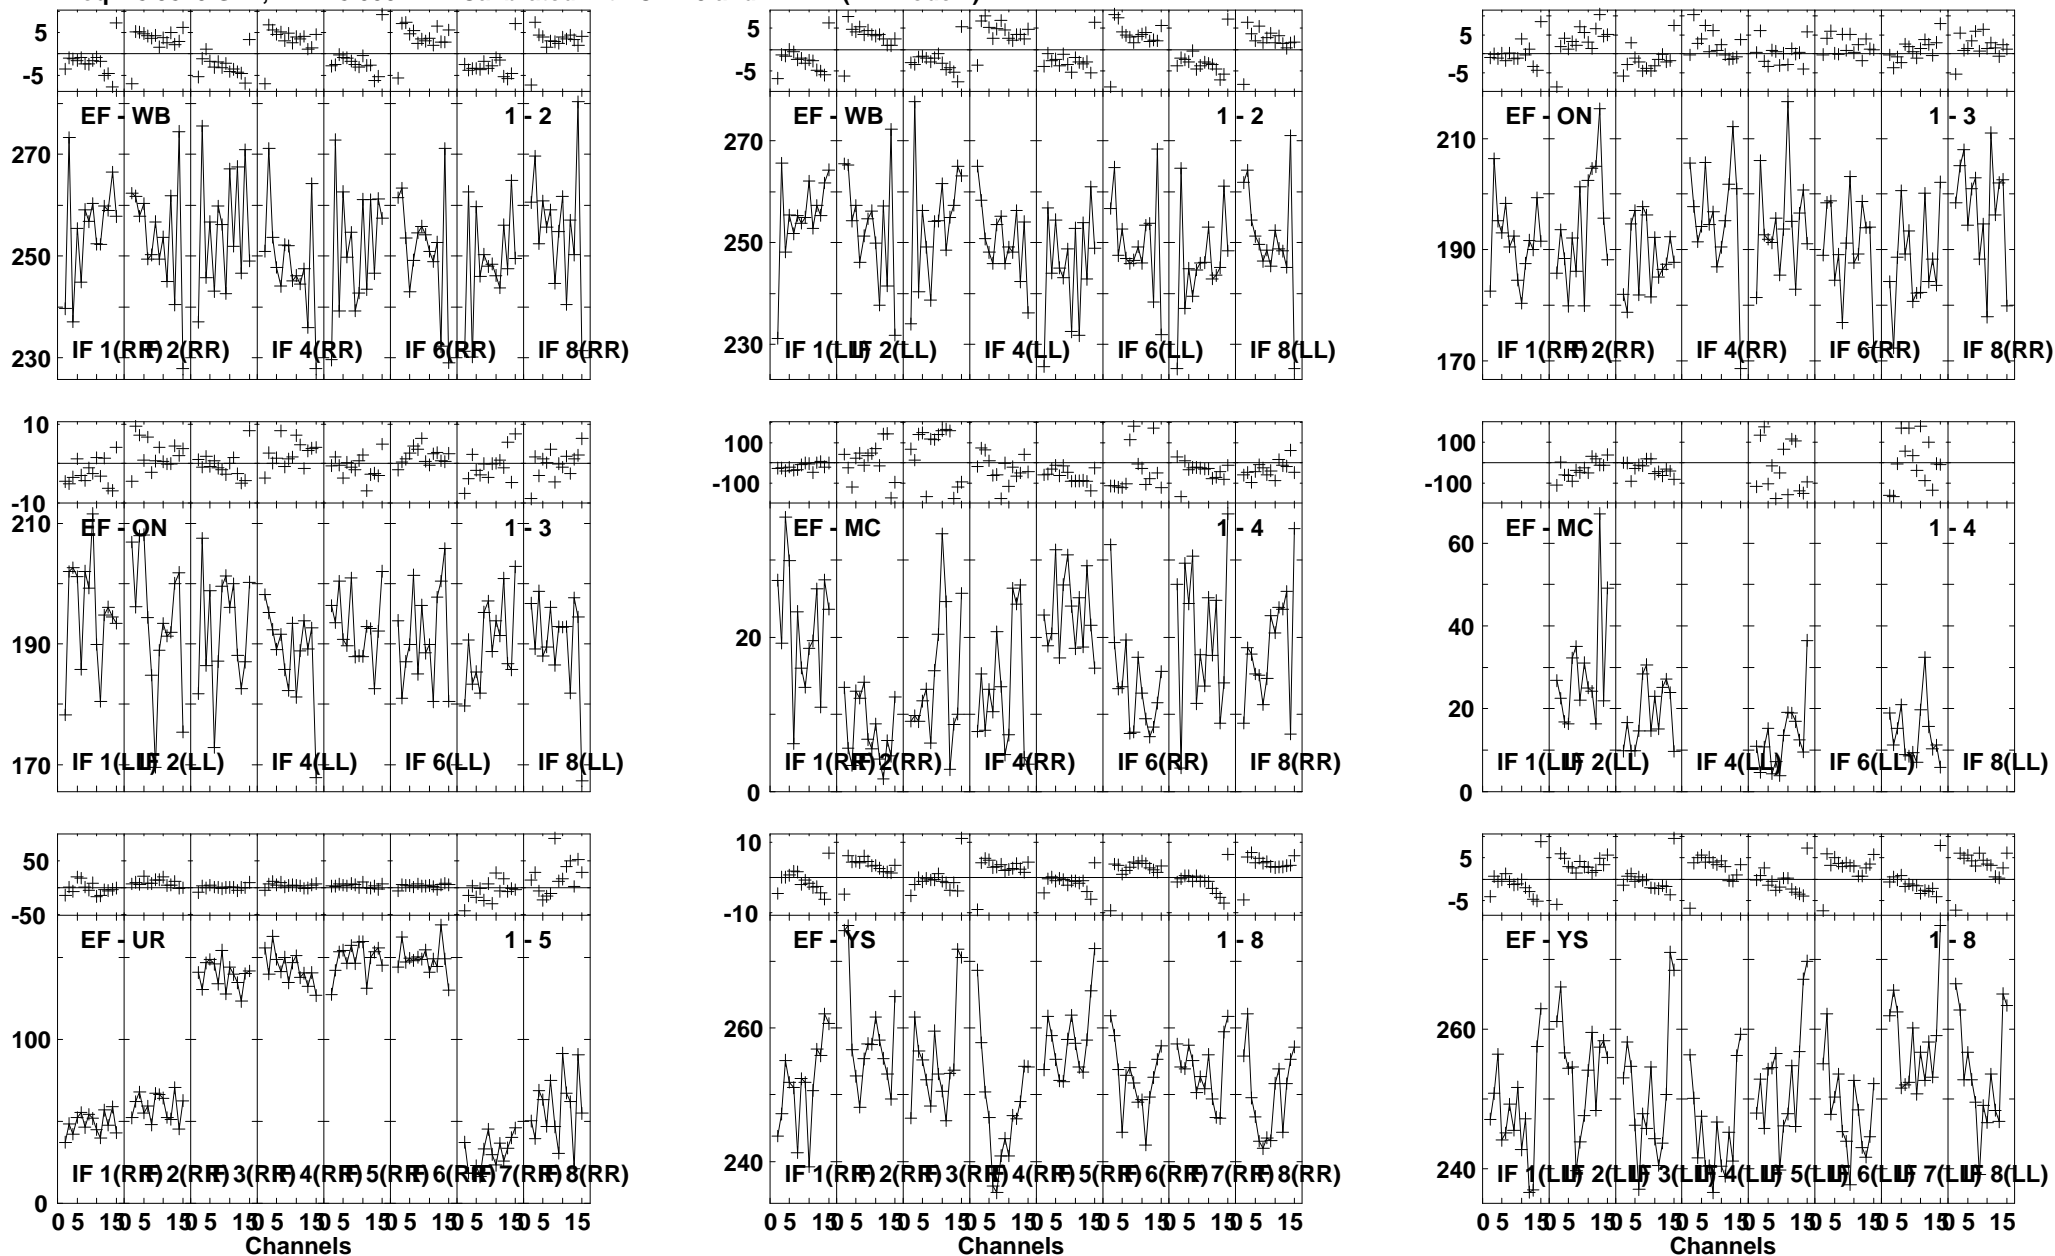 5
-5
EF - WB 1 - 2
270
250
230
IF 1(RR) IF 2(RR) IF 4(RR) IF 6(RR) IF 8(RR)
5
-5
EF - WB 1 - 2
270
250
230
IF 1(LL) IF 2(LL) IF 4(LL) IF 6(LL) IF 8(LL)
5
-5
EF - ON 1 - 3
210
190
170
IF 1(RR) IF 2(RR) IF 4(RR) IF 6(RR) IF 8(RR)
10
-10
EF - ON 1 - 3
210
190
170
IF 1(LL) IF 2(LL) IF 4(LL) IF 6(LL) IF 8(LL)
100
-100
EF - MC 1 - 4
20
0
IF 1(RR) IF 2(RR) IF 4(RR) IF 6(RR) IF 8(RR)
100
-100
EF - MC 1 - 4
60
40
20
0
IF 1(LL) IF 2(LL) IF 4(LL) IF 6(LL) IF 8(LL)
50
-50
EF - UR 1 - 5
100
0
IF 1(RR) IF 2(RR) IF 3(RR) IF 4(RR) IF 5(RR) IF 6(RR) IF 7(RR) IF 8(RR)
0 5 15 0 5 15 0 5 15 0 5 15 0 5 15 0 5 15 0 5 15 0 5 15
Channels
10
-10
EF - YS 1 - 8
260
240
IF 1(RR) IF 2(RR) IF 3(RR) IF 4(RR) IF 5(RR) IF 6(RR) IF 7(RR) IF 8(RR)
0 5 15 0 5 15 0 5 15 0 5 15 0 5 15 0 5 15 0 5 15 0 5 15
Channels
5
-5
EF - YS 1 - 8
260
240
IF 1(LL) IF 2(LL) IF 3(LL) IF 4(LL) IF 5(LL) IF 6(LL) IF 7(LL) IF 8(LL)
0 5 15 0 5 15 0 5 15 0 5 15 0 5 15 0 5 15 0 5 15 0 5 15
Channels